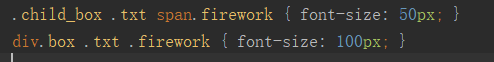 .child_box .txt span.firework { font-size: 50px; }
div.box .txt .firework { font-size: 100px; }